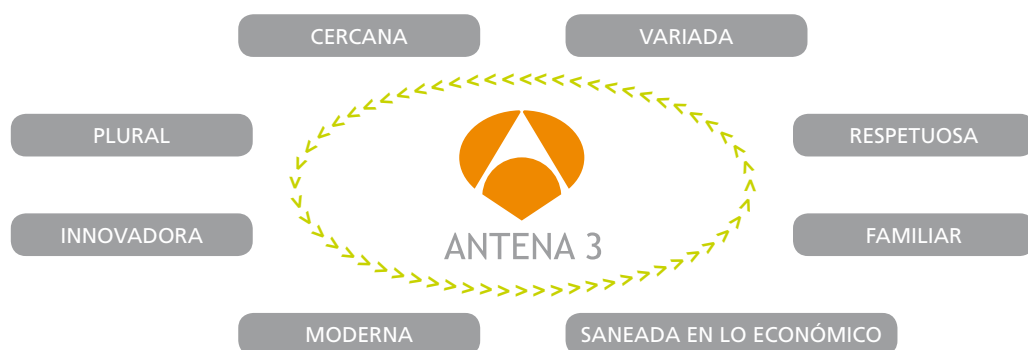 CERCANA
VARIADA
PLURAL
RESPETUOSA
INNOVADORA
FAMILIAR
ANTENA 3
MODERNA
SANEADA EN LO ECONÓMICO